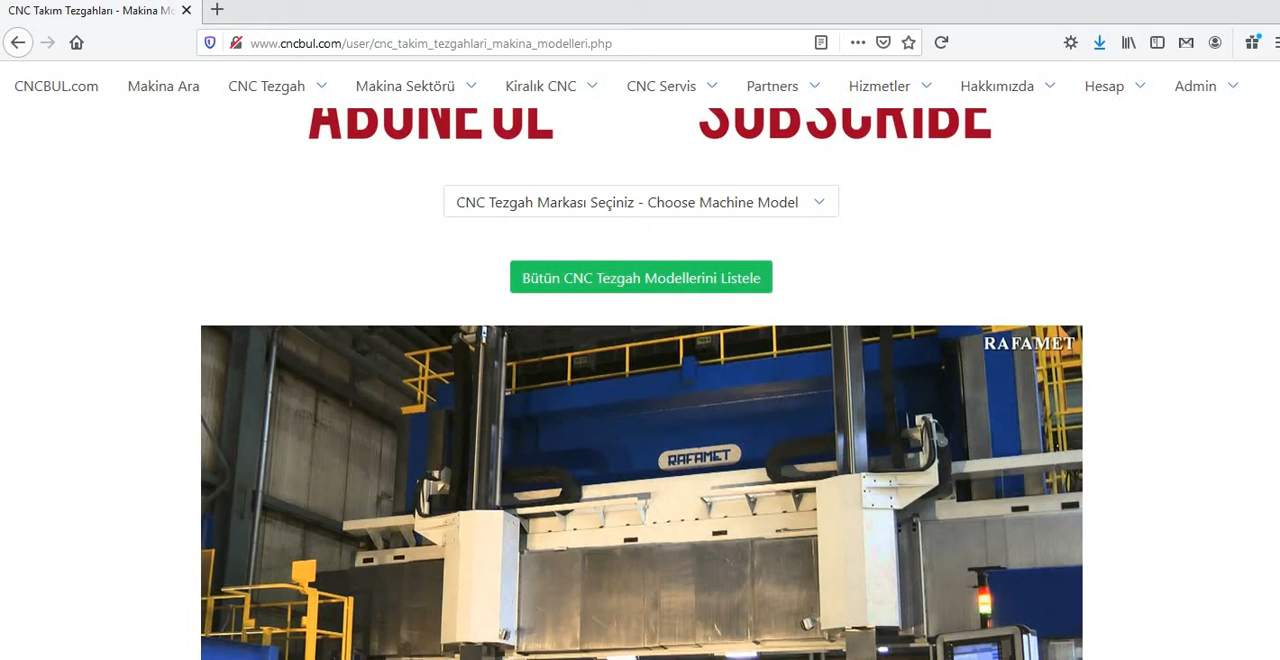 CNC Takım Tezgahları - Makina Mo
www.cncbul.com/user/cnc_takim_tezgahlari_makina_modelleri.php
CNCBUL.com Makina Ara CNC Tezgah Makina Sektörü Kiralık CNC CNC Servis Partners Hizmetler Hakkımızda Hesap Admin
ABONE OL SUBSCRIBE
CNC Tezgah Markası Seçiniz - Choose Machine Model
Bütün CNC Tezgah Modellerini Listele
RAFAMET
RAFAMET